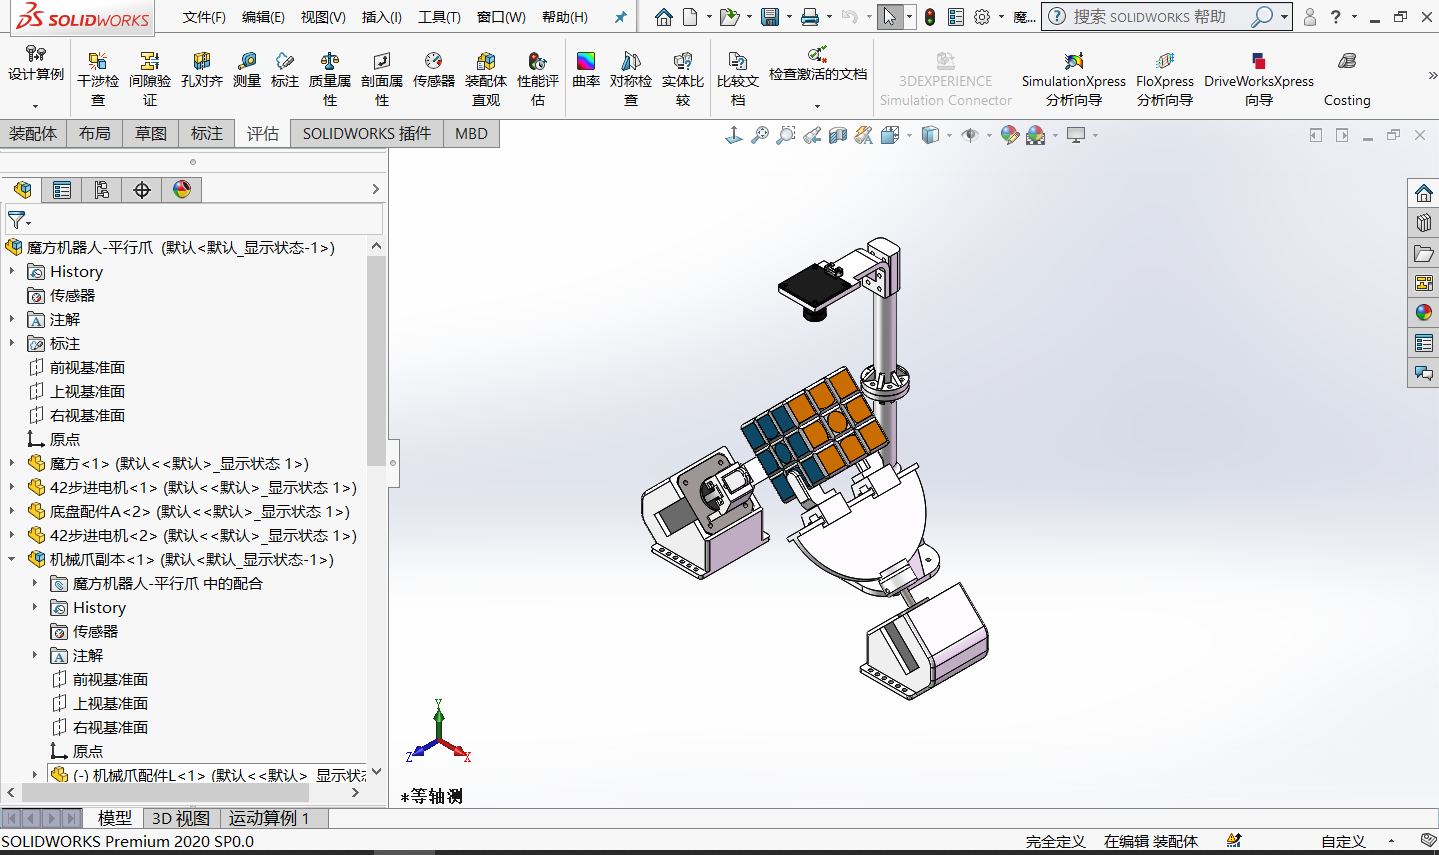 SOLIDWORKS 文件(F) 编辑(E) 视图(V) 插入(I) 工具(T) 窗口(W) 帮助(H) 魔... 搜索 SOLIDWORKS 帮助 ?
设计算例
干涉检查
间隙验证
孔对齐
测量
标注
质量属性
剖面属性
传感器
装配体直观
性能评估
曲率
对称检查
实体比较
比较文档
检查激活的文档
3DEXPERIENCE
Simulation Connector
SimulationXpress
分析向导
FloXpress
分析向导
DriveWorksXpress
向导
Costing
装配体 布局 草图 标注 评估 SOLIDWORKS 插件 MBD
魔方机器人-平行爪 (默认<默认_显示状态-1>)
History
传感器
注解
标注
前视基准面
上视基准面
右视基准面
原点
魔方<1> (默认<<默认>_显示状态 1>)
42步进电机<1> (默认<<默认>_显示状态 1>)
底盘配件A<2> (默认<<默认>_显示状态 1>)
42步进电机<2> (默认<<默认>_显示状态 1>)
机械爪副本<1> (默认<默认_显示状态-1>)
魔方机器人-平行爪 中的配合
History
传感器
注解
前视基准面
上视基准面
右视基准面
原点
(-) 机械爪配件L<1> (默认<<默认> 显示状态
Y
Z
X
*等轴测
模型 3D 视图 运动算例 1
SOLIDWORKS Premium 2020 SP0.0 完全定义 在编辑 装配体 自定义